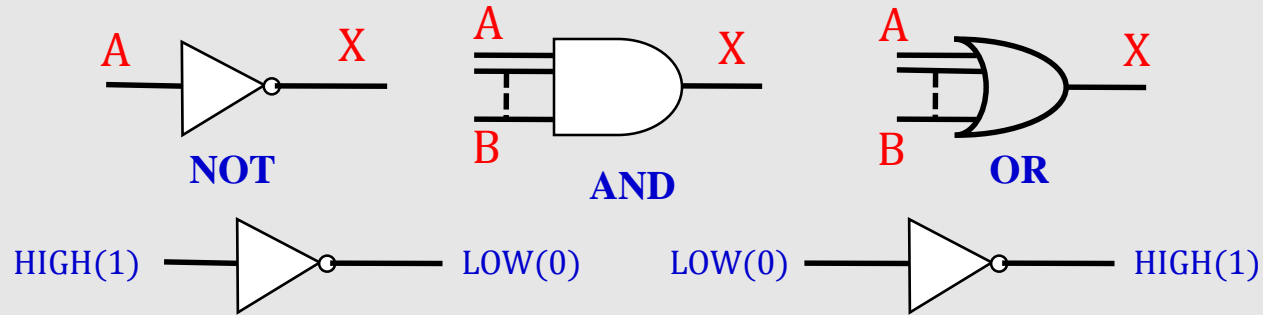 A X
NOT
A X
B
AND
A X
B
OR
HIGH(1) LOW(0)
LOW(0) HIGH(1)